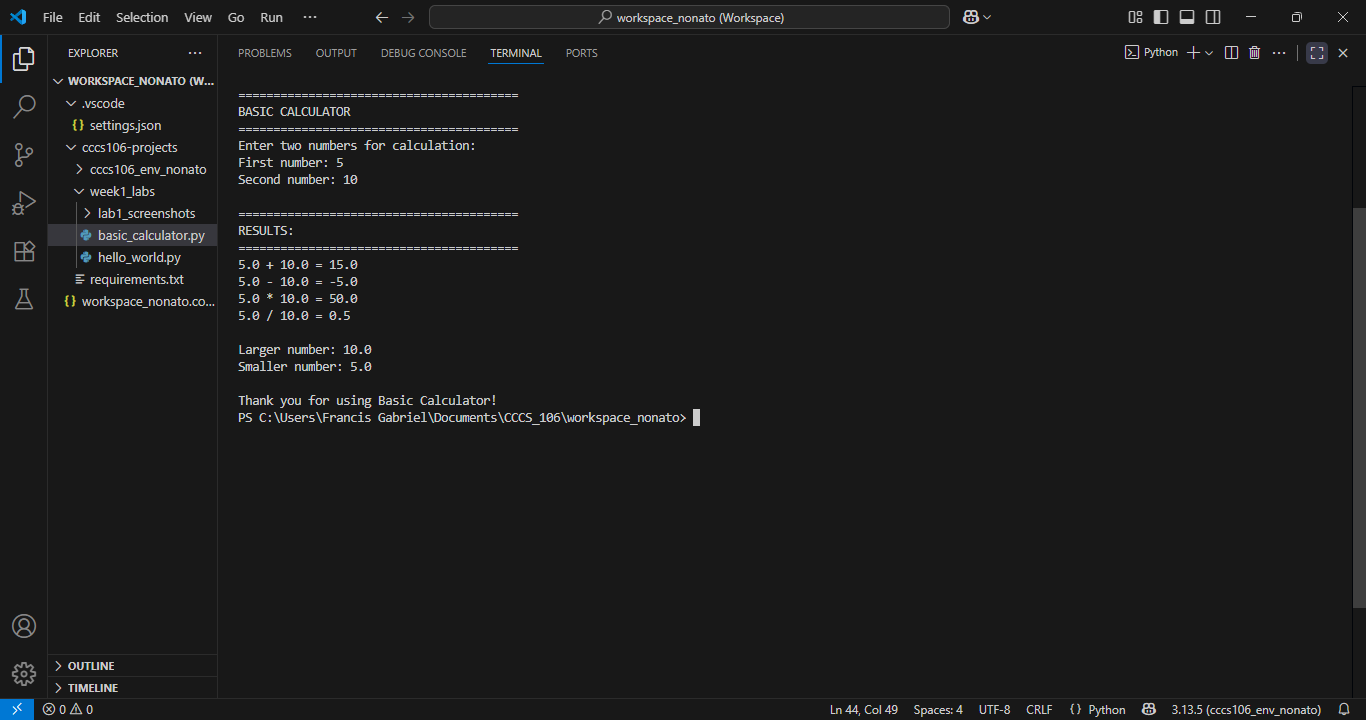 File Edit Selection View Go Run ···
workspace_nonato (Workspace)
EXPLORER ···
WORKSPACE_NONATO (W...
.vscode
{} settings.json
cccs106-projects
cccs106_env_nonato
week1_labs
lab1_screenshots
basic_calculator.py
hello_world.py
requirements.txt
{} workspace_nonato.co...
OUTLINE
TIMELINE
PROBLEMS OUTPUT DEBUG CONSOLE TERMINAL PORTS
Python
========================================
BASIC CALCULATOR
========================================
Enter two numbers for calculation:
First number: 5
Second number: 10
========================================
RESULTS:
========================================
5.0 + 10.0 = 15.0
5.0 - 10.0 = -5.0
5.0 * 10.0 = 50.0
5.0 / 10.0 = 0.5
Larger number: 10.0
Smaller number: 5.0
Thank you for using Basic Calculator!
PS C:\Users\Francis Gabriel\Documents\CCCS_106\workspace_nonato>
0 0 Ln 44, Col 49 Spaces: 4 UTF-8 CRLF {} Python 3.13.5 (cccs106_env_nonato)